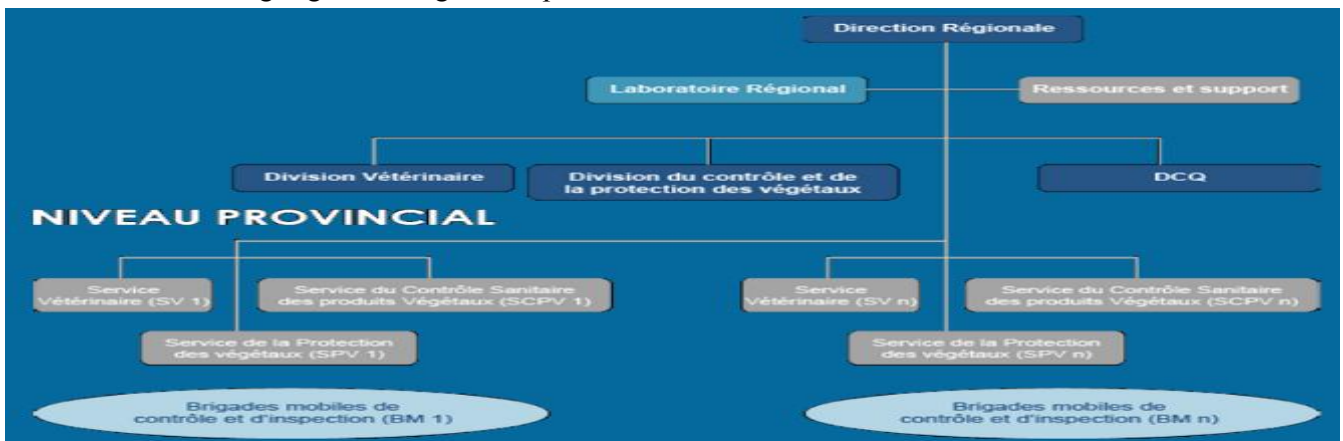 Direction Régionale
Laboratoire Régional
Ressources et support
Division Vétérinaire
Division du contrôle et de
la protection des végétaux
DCQ
NIVEAU PROVINCIAL
Service
Vétérinaire (SV 1)
Service du Contrôle Sanitaire
des produits Végétaux (SCPV 1)
Service
Vétérinaire (SV n)
Service du Contrôle Sanitaire
des produits Végétaux (SCPV n)
Service de la Protection
des végétaux (SPV 1)
Service de la Protection
des végétaux (SPV n)
Brigades mobiles de
contrôle et d'inspection (BM 1)
Brigades mobiles de
contrôle et d'inspection (BM n)